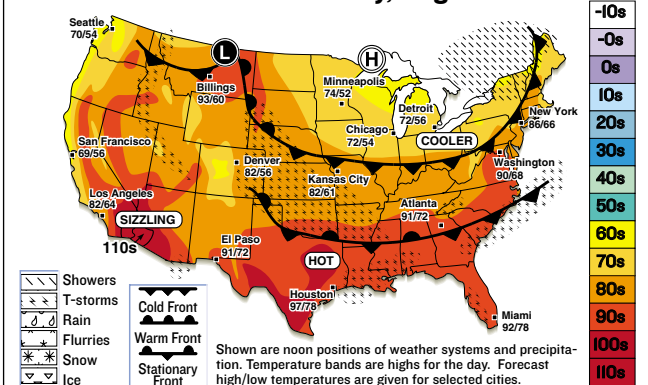 Seattle
70/54
L
H
Billings
93/60
Minneapolis
74/52
Detroit
72/56
New York
86/66
Chicago
72/54
COOLER
San Francisco
69/56
Denver
82/56
Kansas City
82/61
Washington
90/68
Los Angeles
82/64
SIZZLING
110s
Atlanta
91/72
El Paso
91/72
HOT
Houston
97/78
Miami
92/78
Showers
T-storms
Rain
Flurries
Snow
Ice
Cold Front
Warm Front
Stationary
Front
Shown are noon positions of weather systems and precipita-
tion. Temperature bands are highs for the day. Forecast
high/low temperatures are given for selected cities.
-10s
-0s
0s
10s
20s
30s
40s
50s
60s
70s
80s
90s
100s
110s